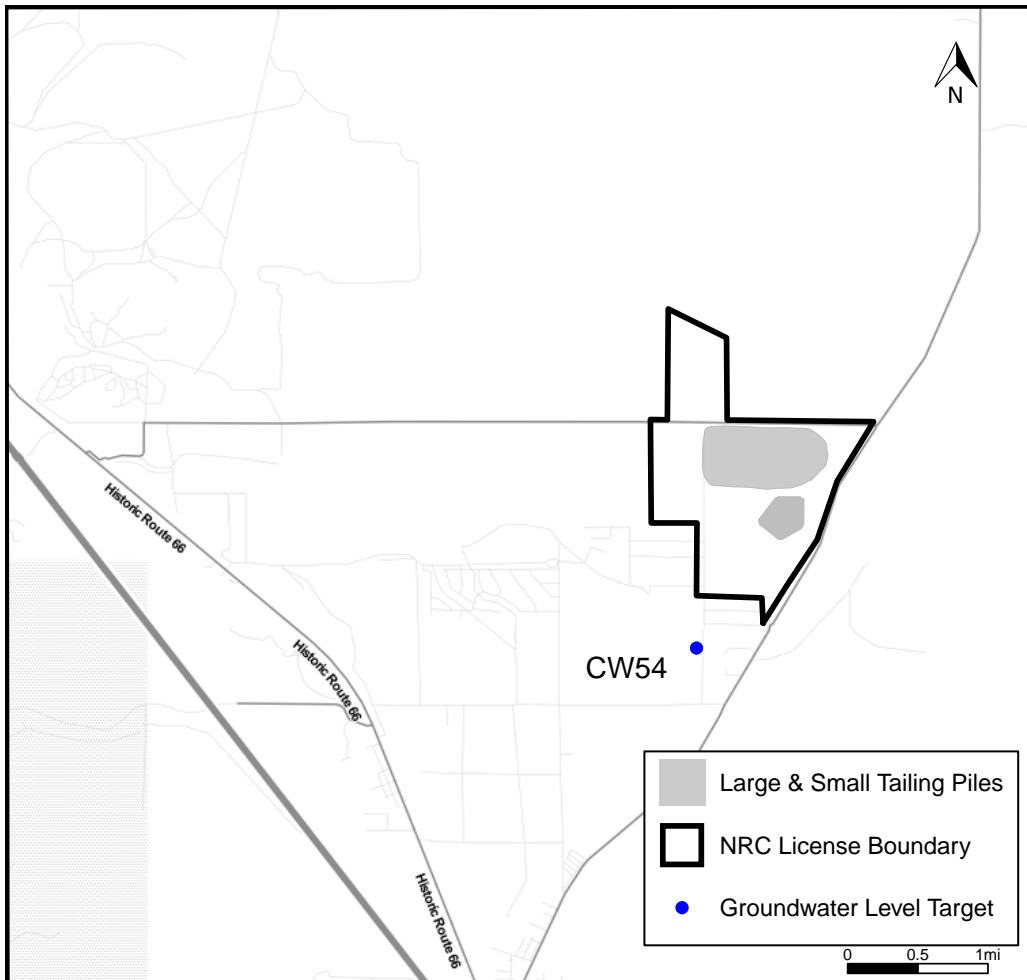 N
Historic Route 66
Historic Route 66
CW54
Large & Small Tailing Piles
NRC License Boundary
Groundwater Level Target
Historic Route 66
0 0.5 1mi